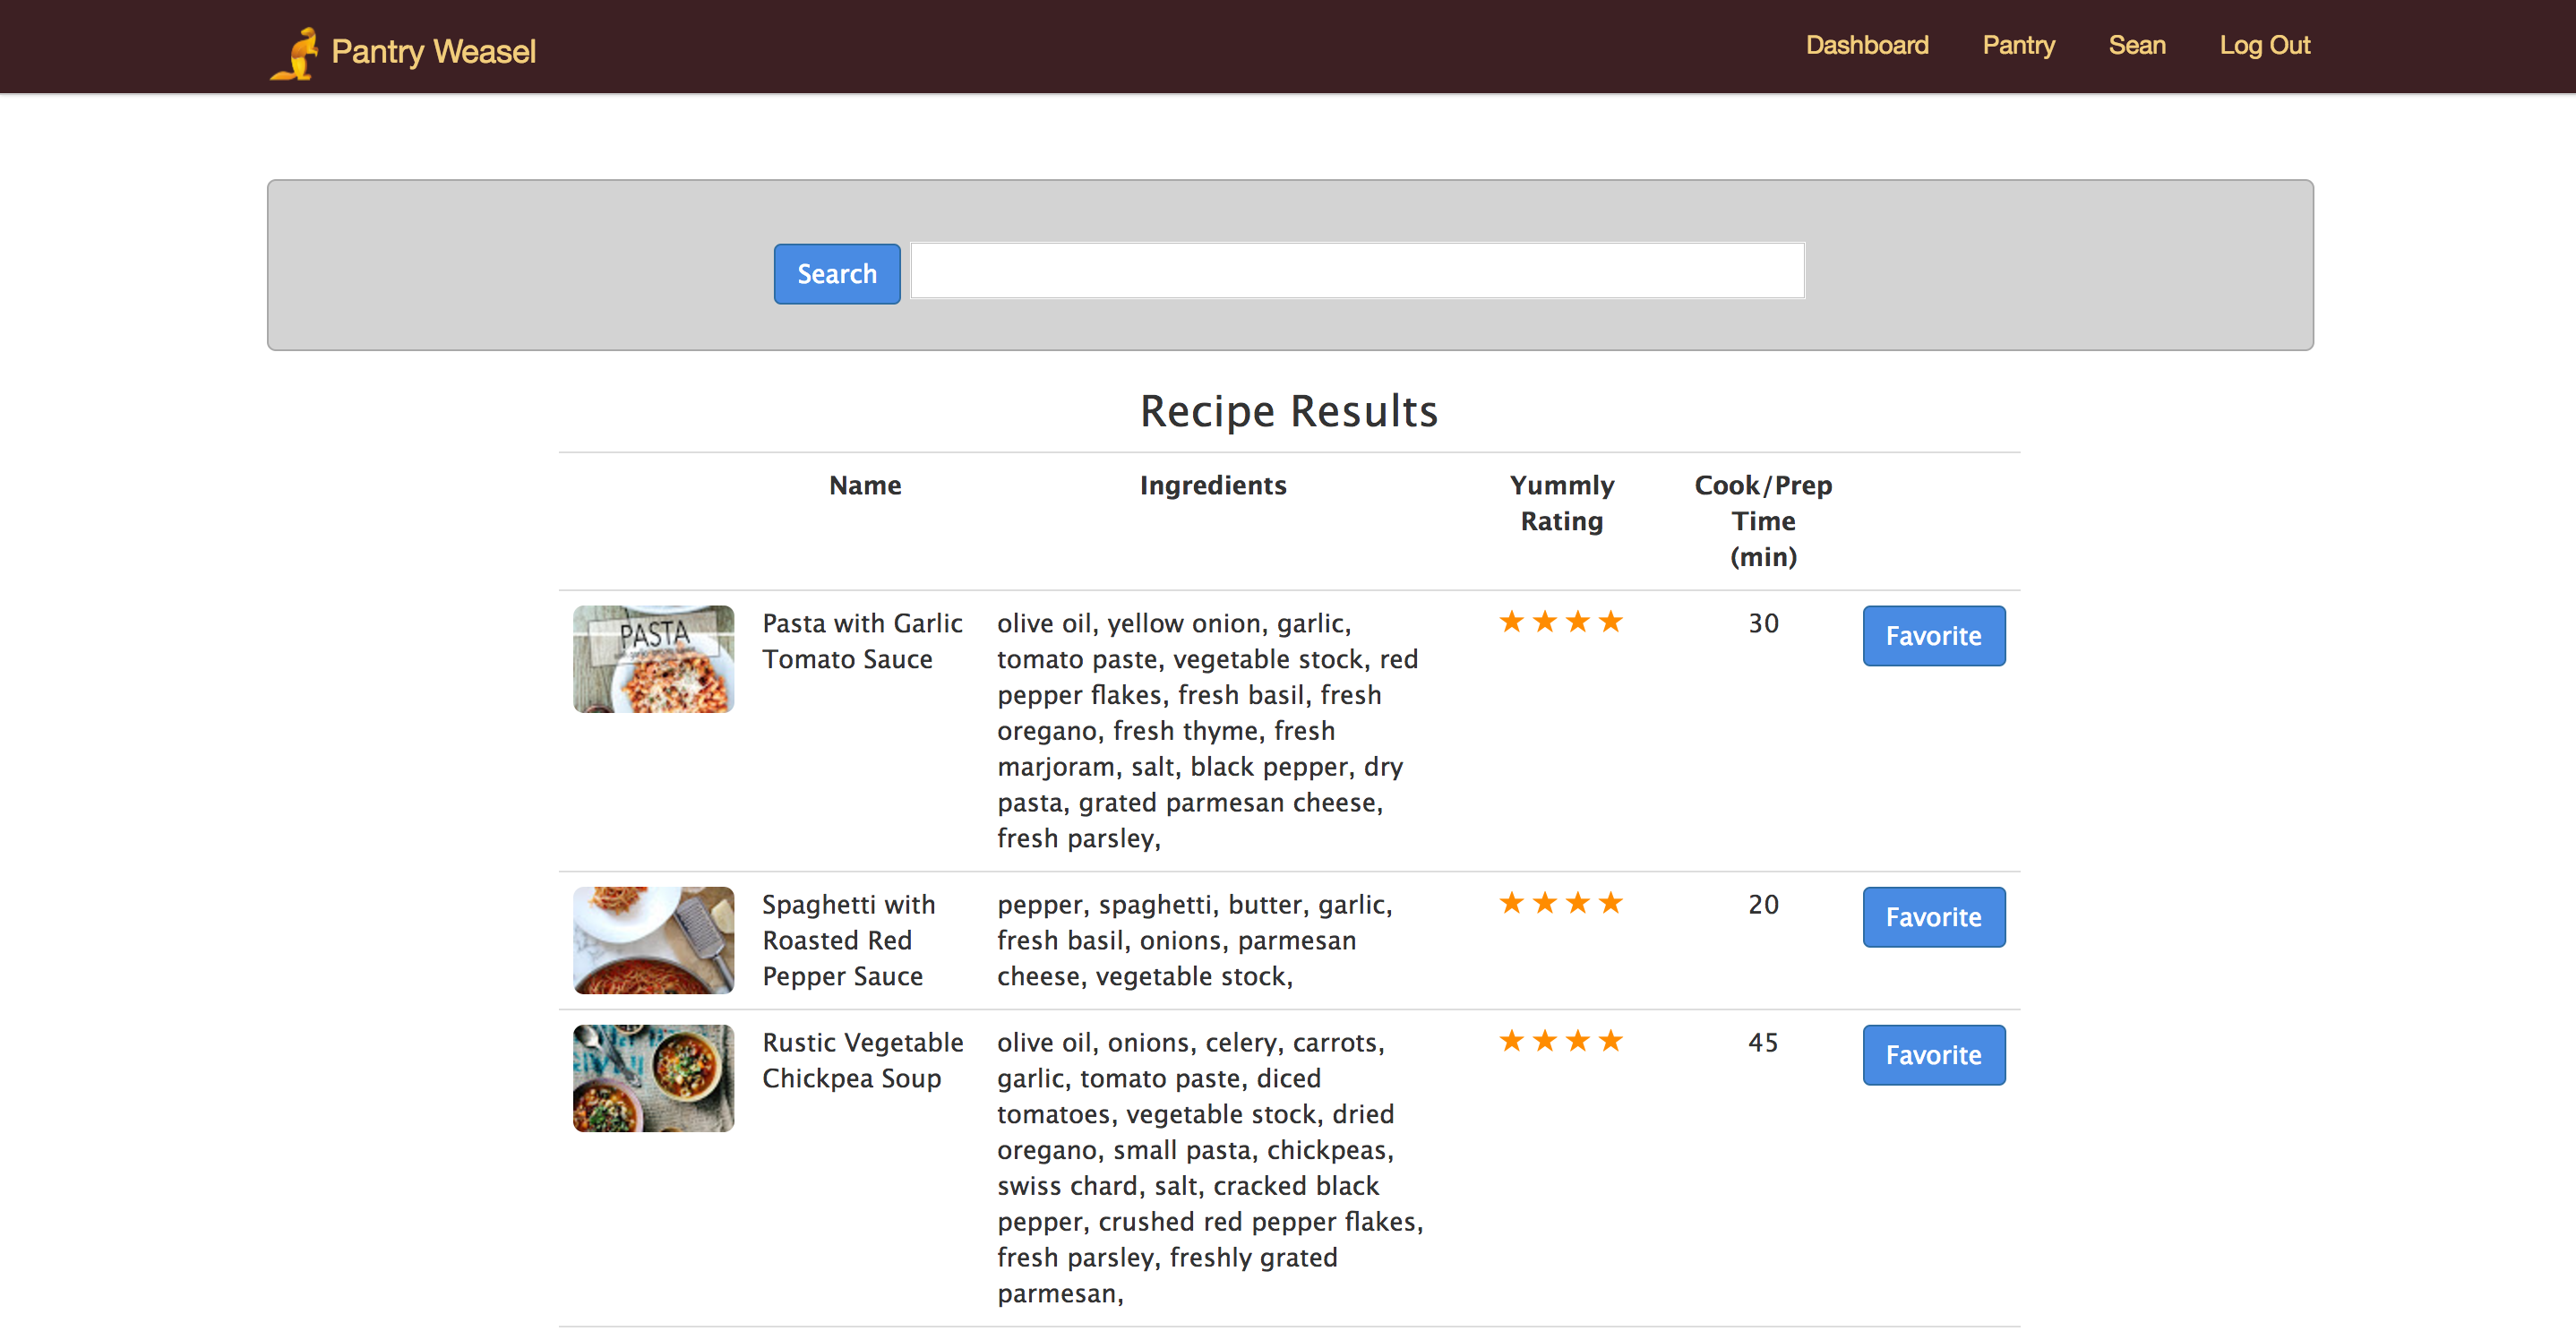 Pantry Weasel
Dashboard Pantry Sean Log Out
Search
Recipe Results
Name Ingredients Yummly Rating Cook/Prep Time (min)
PASTA
Pasta with Garlic
Tomato Sauce
olive oil, yellow onion, garlic,
tomato paste, vegetable stock, red
pepper flakes, fresh basil, fresh
oregano, fresh thyme, fresh
marjoram, salt, black pepper, dry
pasta, grated parmesan cheese,
fresh parsley,
30
Favorite
Spaghetti with
Roasted Red
Pepper Sauce
pepper, spaghetti, butter, garlic,
fresh basil, onions, parmesan
cheese, vegetable stock,
20
Favorite
Rustic Vegetable
Chickpea Soup
olive oil, onions, celery, carrots,
garlic, tomato paste, diced
tomatoes, vegetable stock, dried
oregano, small pasta, chickpeas,
swiss chard, salt, cracked black
pepper, crushed red pepper flakes,
fresh parsley, freshly grated
parmesan,
45
Favorite